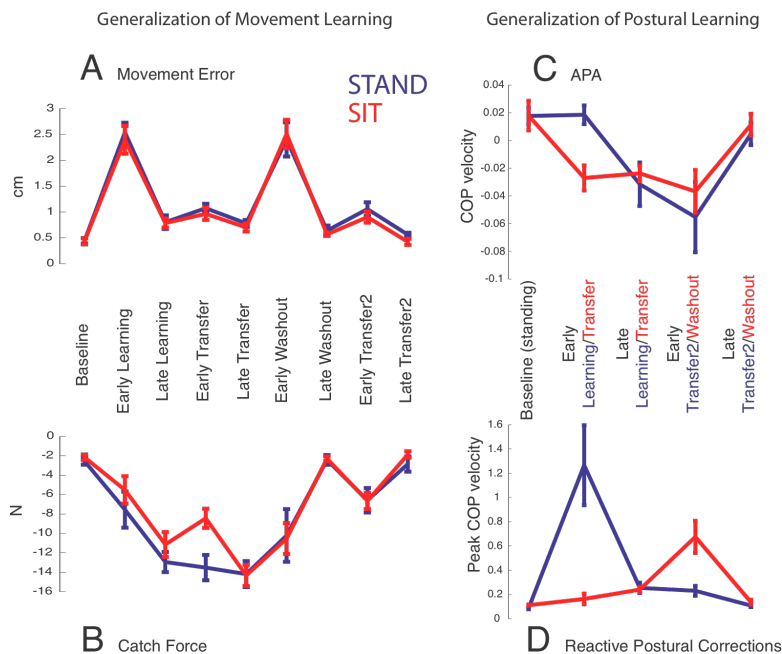 Generalization of Movement Learning
Generalization of Postural Learning
A Movement Error
STAND
SIT
C APA
cm
3
2.5
2
1.5
1
0.5
0
COP velocity
0.04
0.02
0
-0.02
-0.04
-0.06
-0.08
-0.1
Baseline
Early Learning
Late Learning
Early Transfer
Late Transfer
Early Washout
Late Washout
Early Transfer2
Late Transfer2
Baseline (standing)
Early
Learning/Transfer
Late
Learning/Transfer
Early
Transfer2/Washout
Late
Transfer2/Washout
N
0
-2
-4
-6
-8
-10
-12
-14
-16
Peak COP velocity
1.6
1.4
1.2
1
0.8
0.6
0.4
0.2
0
B Catch Force
D Reactive Postural Corrections